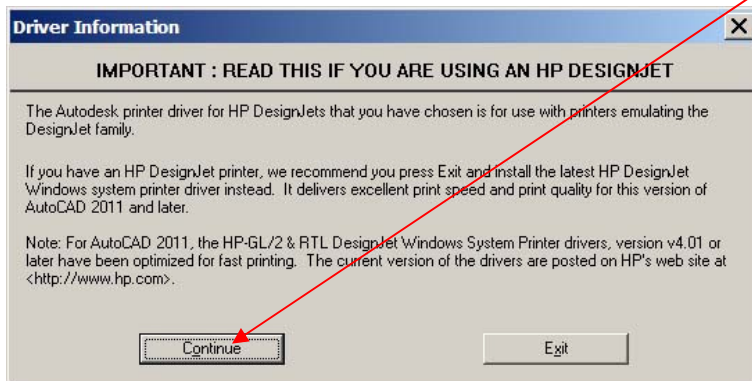 Driver Information
IMPORTANT : READ THIS IF YOU ARE USING AN HP DESIGNJET
The Autodesk printer driver for HP DesignJets that you have chosen is for use with printers emulating the
DesignJet family.
If you have an HP DesignJet printer, we recommend you press Exit and install the latest HP DesignJet
Windows system printer driver instead. It delivers excellent print speed and print quality for this version of
AutoCAD 2011 and later.
Note: For AutoCAD 2011, the HP-GL/2 & RTL DesignJet Windows System Printer drivers, version v4.01 or
later have been optimized for fast printing. The current version of the drivers are posted on HP's web site at
<http://www.hp.com>.
Continue Exit